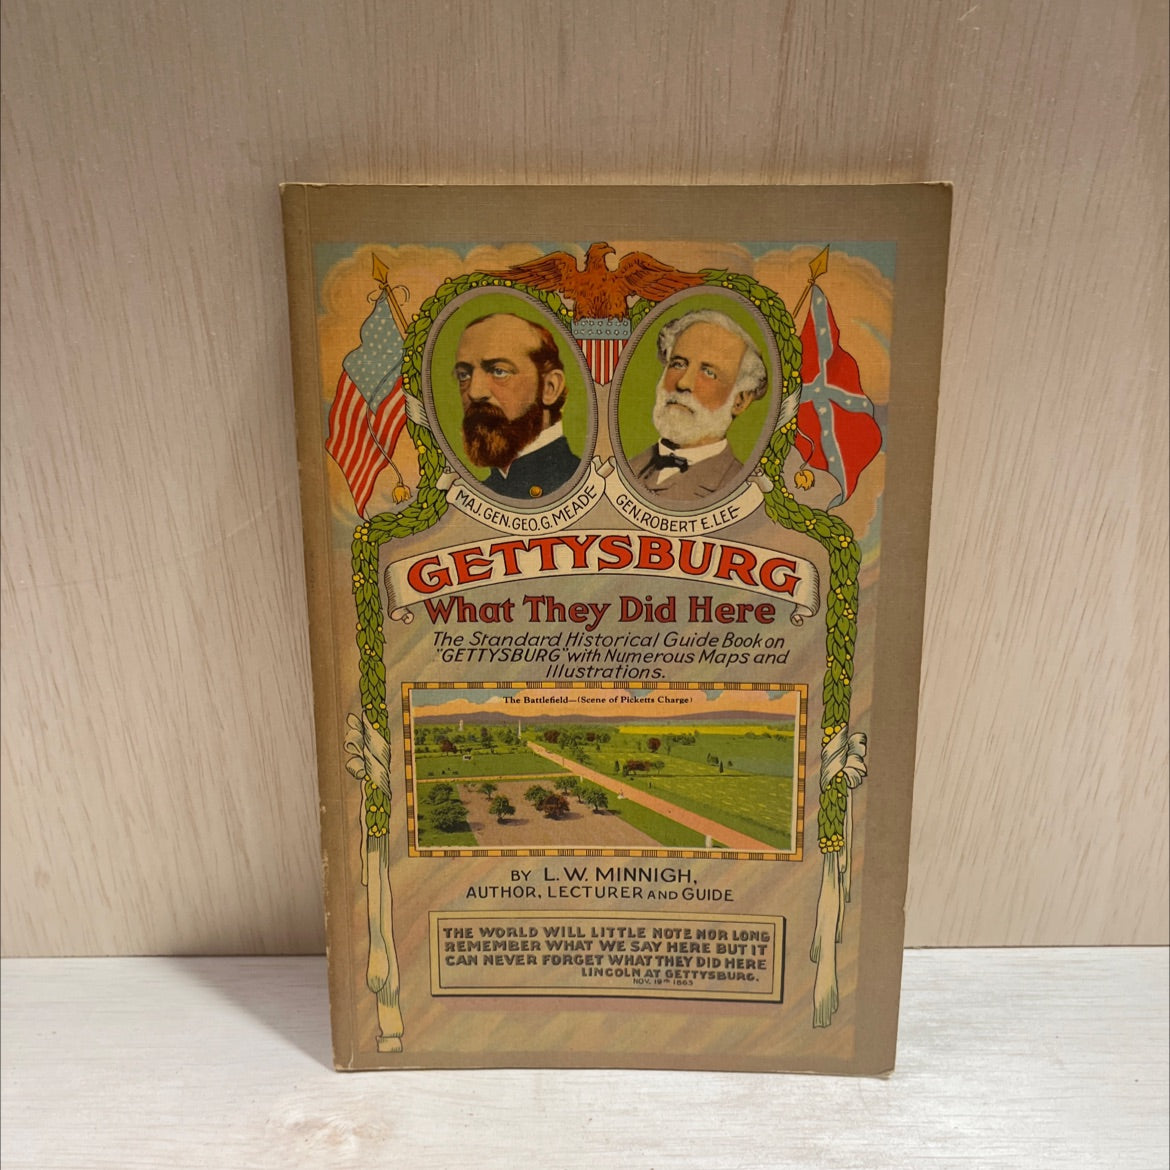 MAJ. GEN. GEO. G. MEADE
GEN. ROBERT E. LEE
GETTYSBURG
What They Did Here
The Standard Historical Guide Book on
"GETTYSBURG" with Numerous Maps and
Illustrations.
The Battlefield—(Scene of Picketts Charge)
BY L. W. MINNIGH,
AUTHOR, LECTURER AND GUIDE
THE WORLD WILL LITTLE NOTE NOR LONG
REMEMBER WHAT WE SAY HERE BUT IT
CAN NEVER FORGET WHAT THEY DID HERE
LINCOLN AT GETTYSBURG.
NOV. 19th 1863